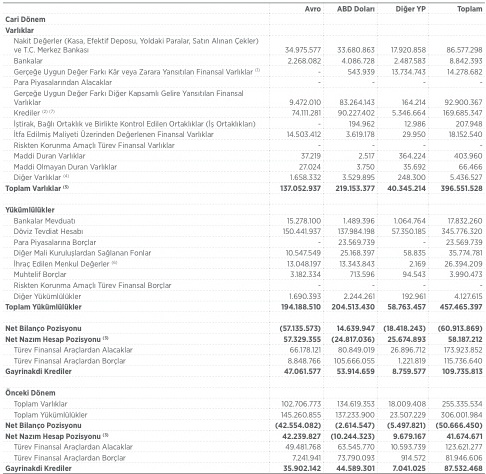 Avro ABD Doları Diğer YP Toplam
Cari Dönem
Varlıklar
Nakit Değerler (Kasa, Efektif Deposu, Yoldaki Paralar, Satın Alınan Çekler)
ve T.C. Merkez Bankası 34.975.577 33.680.863 17.920.858 86.577.298
Bankalar 2.268.082 4.086.728 2.487.583 8.842.393
Gerçeğe Uygun Değer Farkı Kâr veya Zarara Yansıtılan Finansal Varlıklar (1) - 543.939 13.734.743 14.278.682
Para Piyasalarından Alacaklar - - - -
Gerçeğe Uygun Değer Farkı Diğer Kapsamlı Gelire Yansıtılan Finansal
Varlıklar 9.472.010 83.264.143 164.214 92.900.367
Krediler (2) (7) 74.111.281 90.227.402 5.346.664 169.685.347
İştirak, Bağlı Ortaklık ve Birlikte Kontrol Edilen Ortaklıklar (İş Ortaklıkları) - 194.962 12.986 207.948
İtfa Edilmiş Maliyeti Üzerinden Değerlenen Finansal Varlıklar 14.503.412 3.619.178 29.950 18.152.540
Riskten Korunma Amaçlı Türev Finansal Varlıklar - - - -
Maddi Duran Varlıklar 37.219 2.517 364.224 403.960
Maddi Olmayan Duran Varlıklar 27.024 3.750 35.692 66.466
Diğer Varlıklar (4) 1.658.332 3.529.895 248.300 5.436.527
Toplam Varlıklar (5) 137.052.937 219.153.377 40.345.214 396.551.528
Yükümlülükler
Bankalar Mevduatı 15.278.100 1.489.396 1.064.764 17.832.260
Döviz Tevdiat Hesabı 150.441.937 137.984.198 57.350.185 345.776.320
Para Piyasalarına Borçlar - 23.569.739 - 23.569.739
Diğer Mali Kuruluşlardan Sağlanan Fonlar 10.547.549 25.168.397 58.835 35.774.781
İhraç Edilen Menkul Değerler (6) 13.048.197 13.343.843 2.169 26.394.209
Muhtelif Borçlar 3.182.334 713.596 94.543 3.990.473
Riskten Korunma Amaçlı Türev Finansal Borçlar - - - -
Diğer Yükümlülükler 1.690.393 2.244.261 192.961 4.127.615
Toplam Yükümlülükler 194.188.510 204.513.430 58.763.457 457.465.397
Net Bilanço Pozisyonu (57.135.573) 14.639.947 (18.418.243) (60.913.869)
Net Nazım Hesap Pozisyonu (3) 57.329.355 (24.817.036) 25.674.893 58.187.212
Türev Finansal Araçlardan Alacaklar 66.178.121 80.849.019 26.896.712 173.923.852
Türev Finansal Araçlardan Borçlar 8.848.766 105.666.055 1.221.819 115.736.640
Gayrinakdi Krediler 47.061.577 53.914.659 8.759.577 109.735.813
Önceki Dönem
Toplam Varlıklar 102.706.773 134.619.353 18.009.408 255.335.534
Toplam Yükümlülükler 145.260.855 137.233.900 23.507.229 306.001.984
Net Bilanço Pozisyonu (42.554.082) (2.614.547) (5.497.821) (50.666.450)
Net Nazım Hesap Pozisyonu (3) 42.239.827 (10.244.323) 9.679.167 41.674.671
Türev Finansal Araçlardan Alacaklar 49.481.768 63.545.770 10.593.739 123.621.277
Türev Finansal Araçlardan Borçlar 7.241.941 73.790.093 914.572 81.946.606
Gayrinakdi Krediler 35.902.142 44.589.301 7.041.025 87.532.468